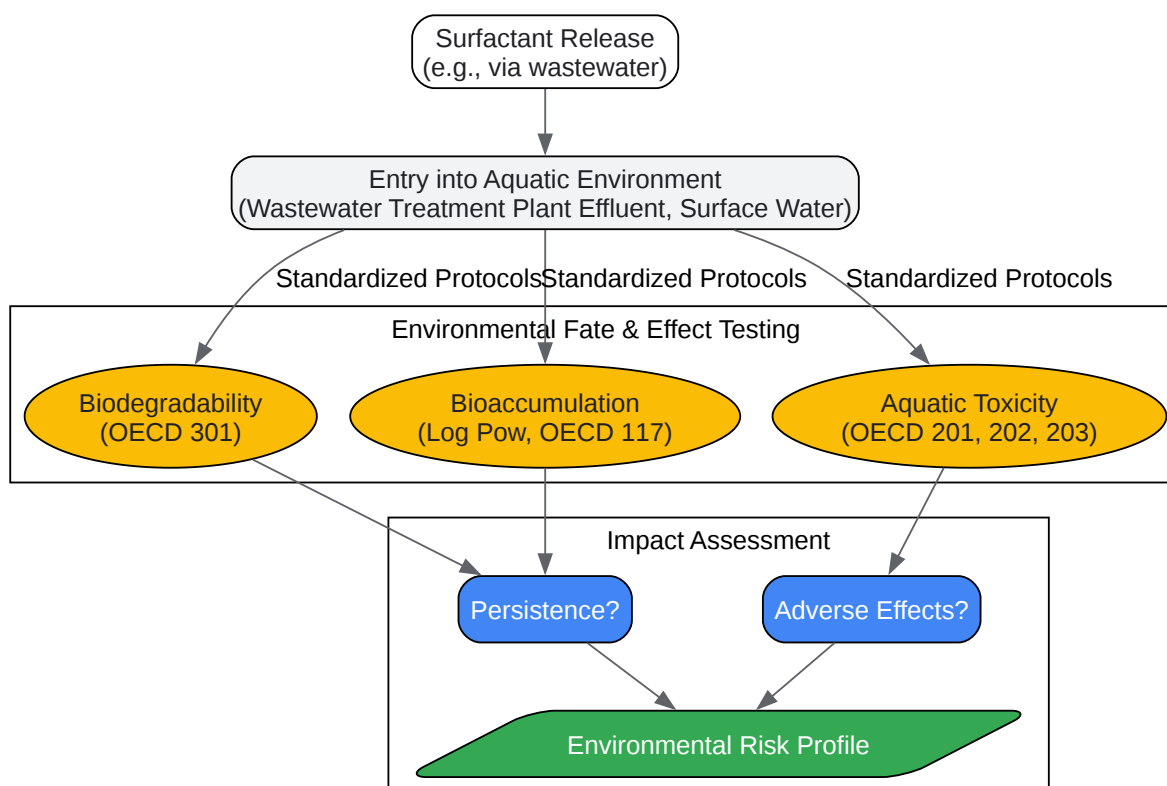 Surfactant Release
(e.g., via wastewater)
Entry into Aquatic Environment
(Wastewater Treatment Plant Effluent, Surface Water)
Standardized Protocols
Standardized Protocols
Standardized Protocols
Environmental Fate & Effect Testing
Biodegradability
(OECD 301)
Bioaccumulation
(Log Pow, OECD 117)
Aquatic Toxicity
(OECD 201, 202, 203)
Impact Assessment
Persistence?
Adverse Effects?
Environmental Risk Profile